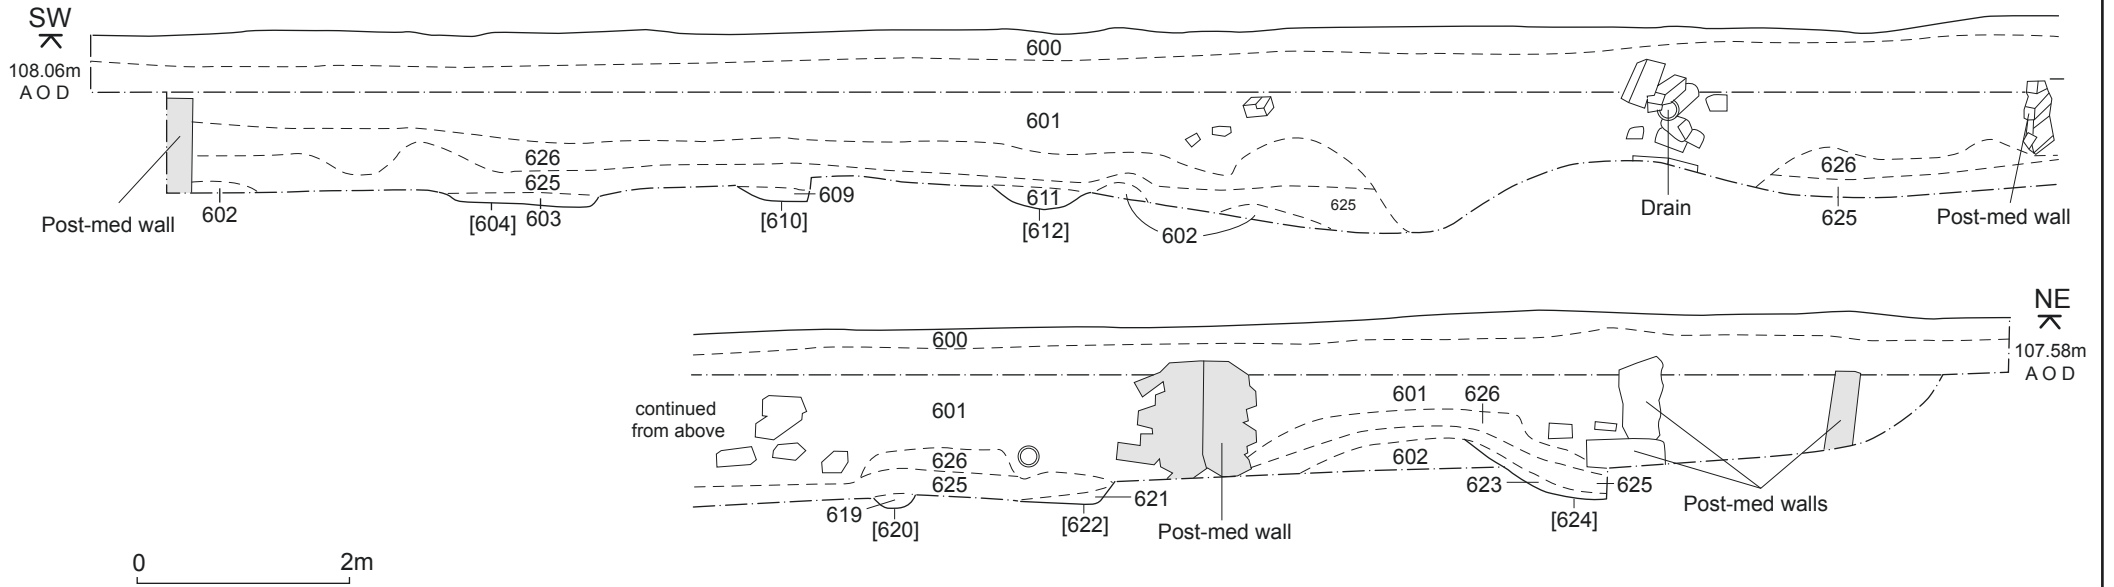 SW
108.06m
A O D
600
601
626
625
Post-med wall
602
[604] 603
609
[610]
611
[612]
602
625
Drain
626
625
Post-med wall
NE
107.58m
A O D
600
continued
from above
601
626
625
619
[620]
621
[622]
Post-med wall
601
626
602
623
625
[624]
Post-med walls
0 2m